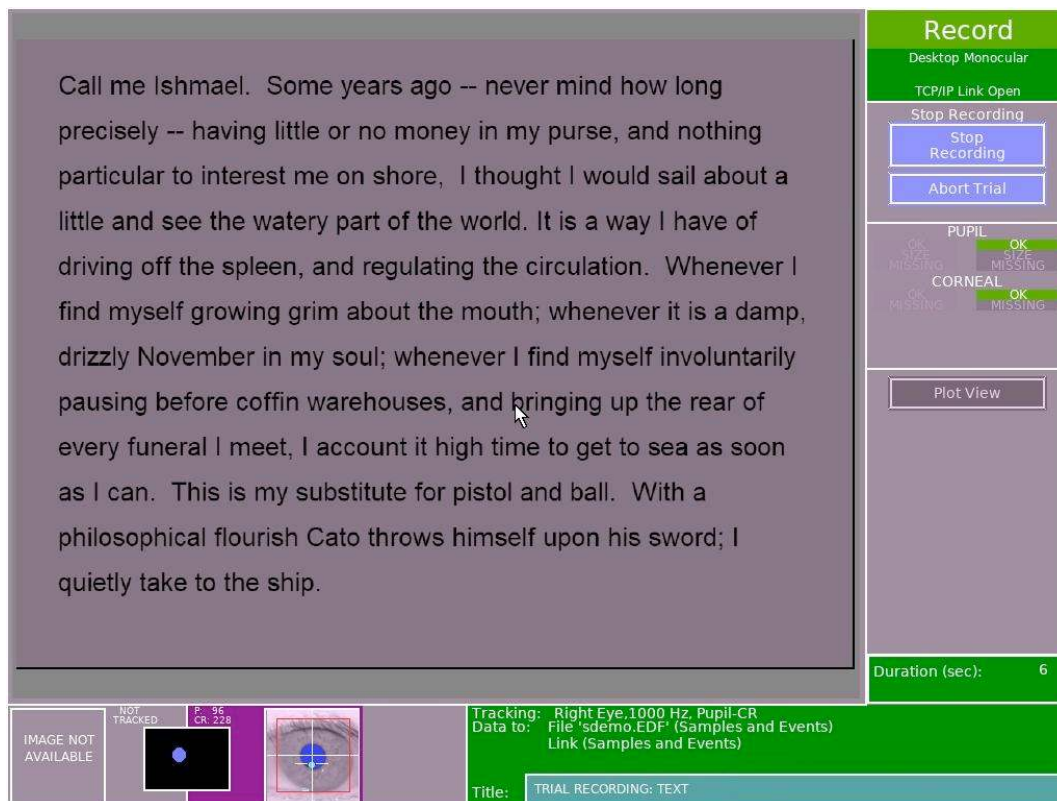 Call me Ishmael.  Some years ago -- never mind how long
precisely -- having little or no money in my purse, and nothing
particular to interest me on shore,  I thought I would sail about a
little and see the watery part of the world. It is a way I have of
driving off the spleen, and regulating the circulation.  Whenever I
find myself growing grim about the mouth; whenever it is a damp,
drizzly November in my soul; whenever I find myself involuntarily
pausing before coffin warehouses, and bringing up the rear of
every funeral I meet, I account it high time to get to sea as soon
as I can.  This is my substitute for pistol and ball.  With a
philosophical flourish Cato throws himself upon his sword; I
quietly take to the ship.
Record
Desktop Monocular
TCP/IP Link Open
Stop Recording
Stop
Recording
Abort Trial
PUPIL
OK OK
SIZE SIZE
MISSING MISSING
CORNEAL
OK OK
MISSING MISSING
Plot View
Duration (sec): 6
IMAGE NOT
AVAILABLE
NOT
TRACKED
P: 96
CR: 228
Tracking: Right Eye,1000 Hz, Pupil-CR
Data to: File 'sdemo.EDF' (Samples and Events)
Link (Samples and Events)
Title: TRIAL RECORDING: TEXT